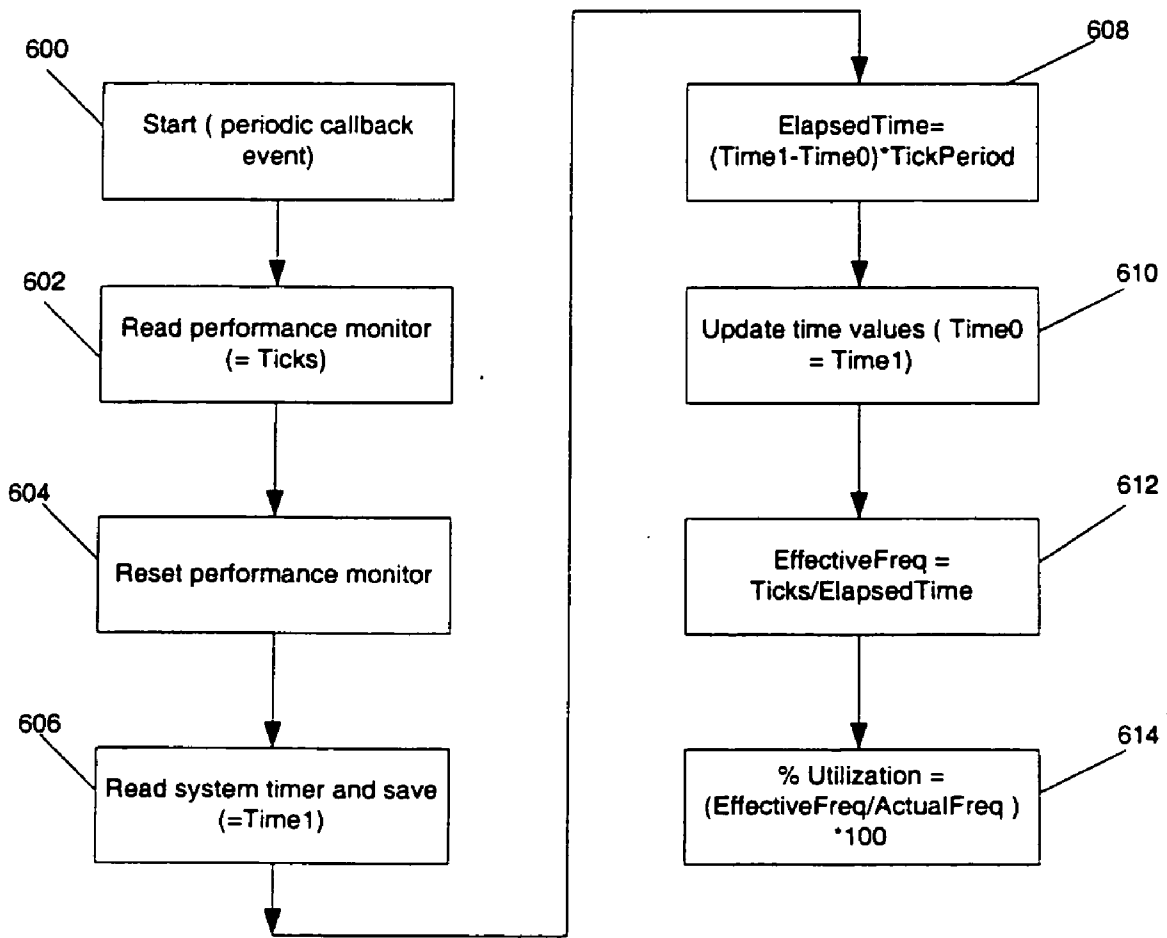 600
Start ( periodic callback
event)
602
Read performance monitor
(= Ticks)
604
Reset performance monitor
606
Read system timer and save
(=Time1)
608
ElapsedTime=
(Time1-Time0)*TickPeriod
610
Update time values ( Time0
= Time1)
612
EffectiveFreq =
Ticks/ElapsedTime
614
% Utilization =
(EffectiveFreq/ActualFreq )
*100